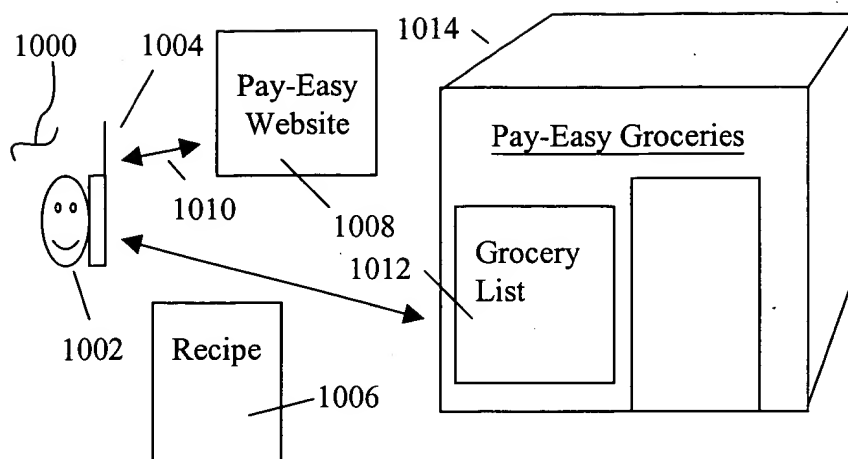 1000
1004
Pay-Easy
Website
1014
Pay-Easy Groceries
1010
1008
1012
Grocery
List
1002
Recipe
1006